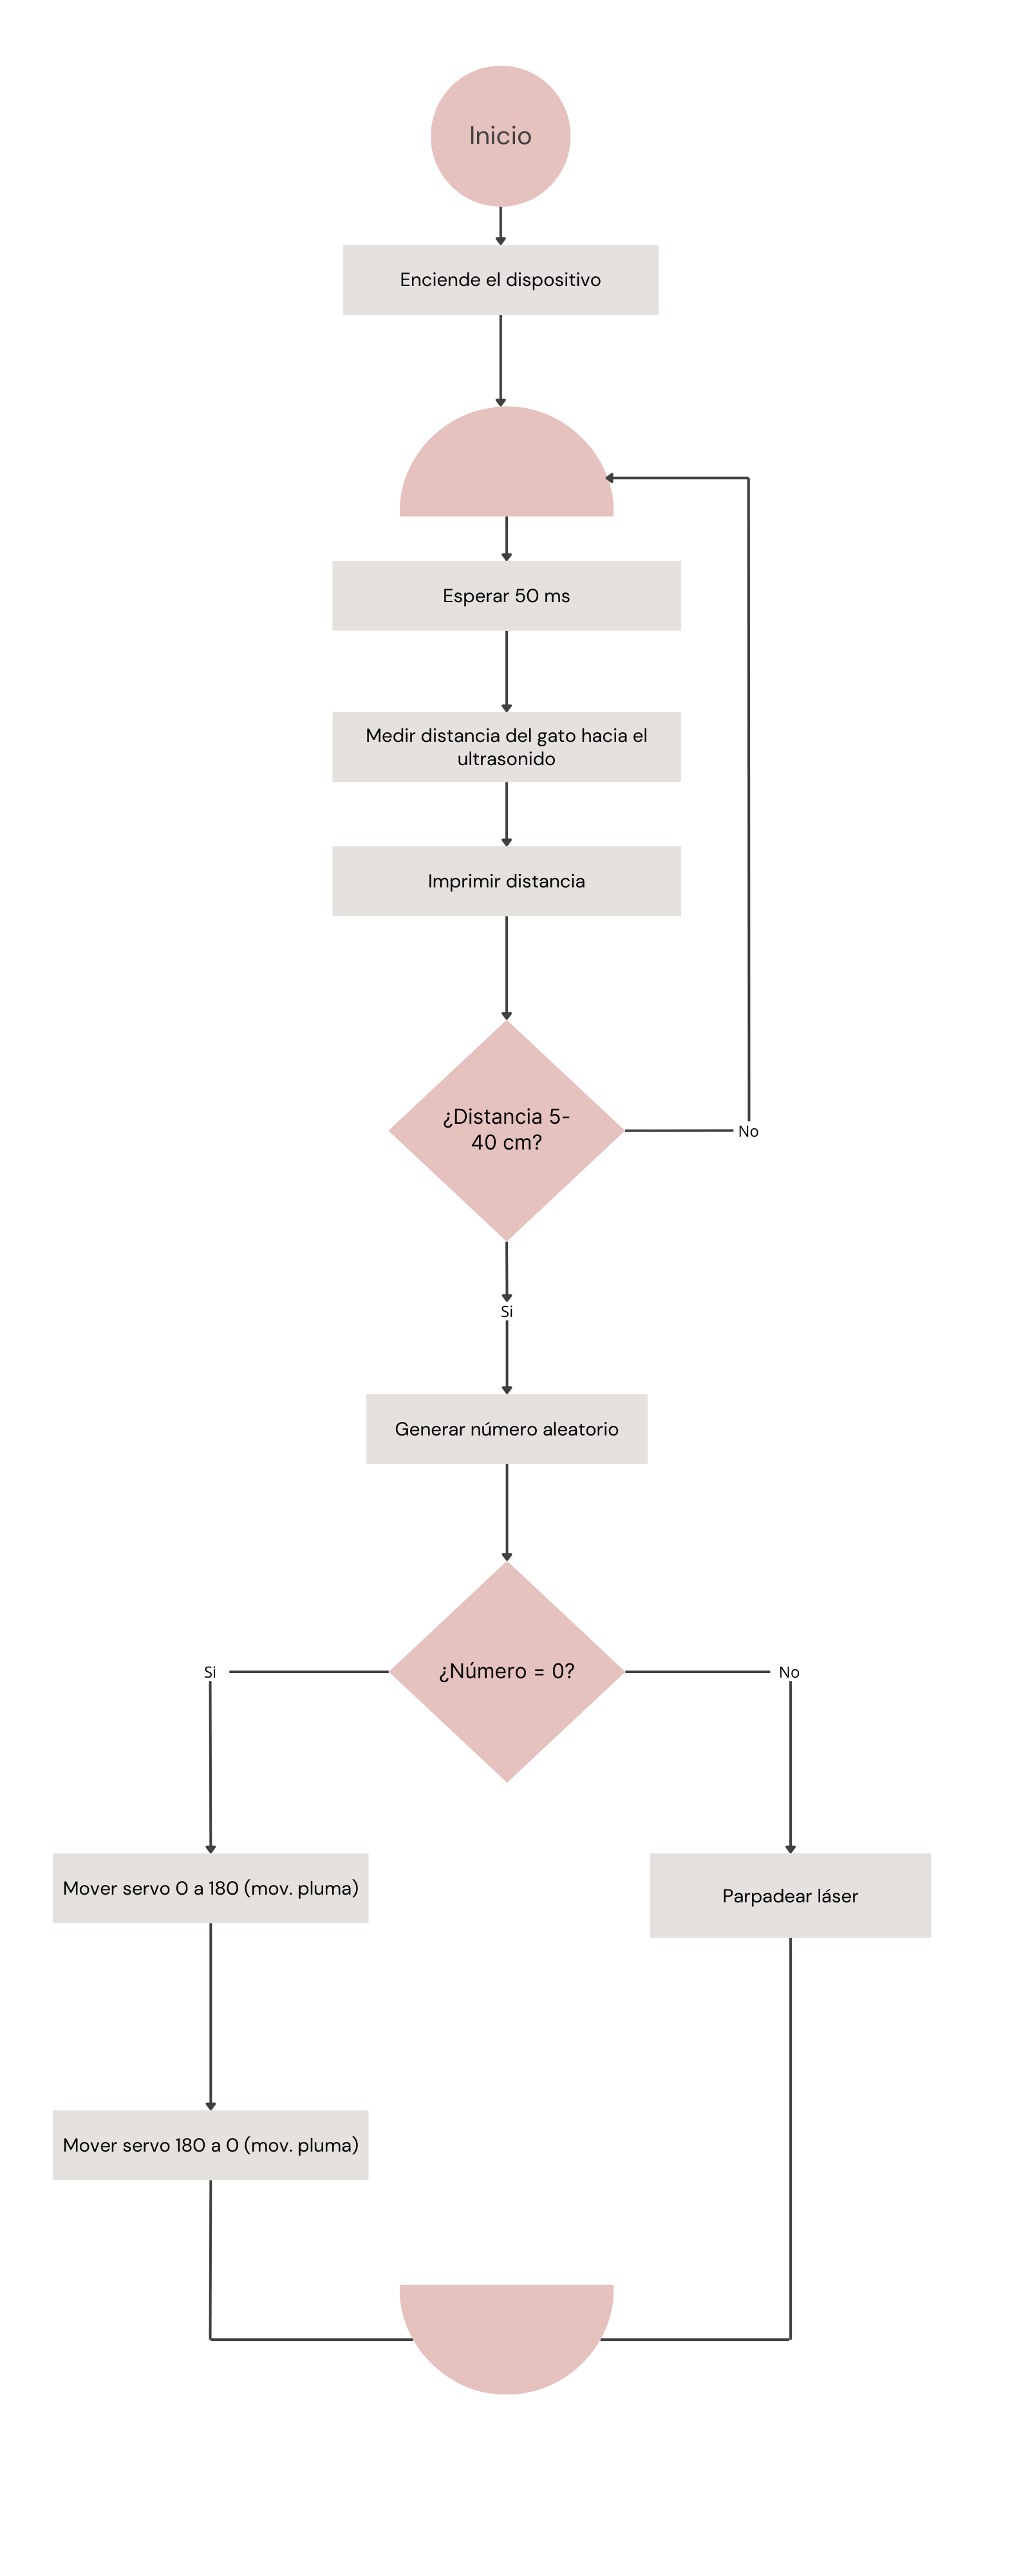 Inicio
Enciende el dispositivo
Esperar 50 ms
Medir distancia del gato hacia el
ultrasonido
Imprimir distancia
¿Distancia 5-
40 cm?
No
Si
Generar número aleatorio
¿Número = 0?
Si
No
Mover servo 0 a 180 (mov. pluma)
Parpadear láser
Mover servo 180 a 0 (mov. pluma)